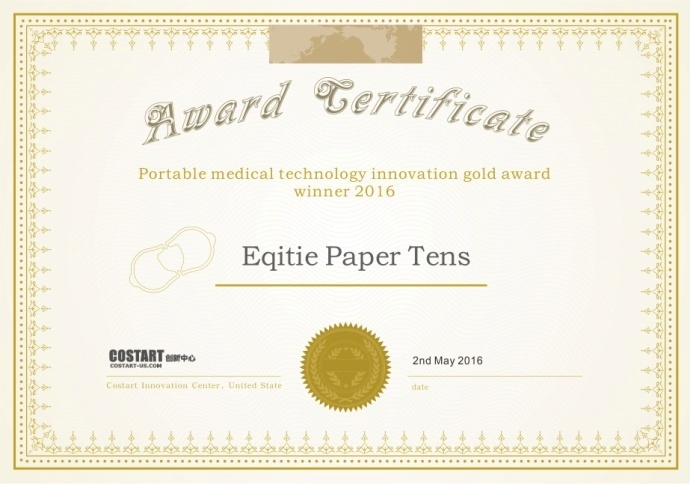 Award Certificate
Portable medical technology innovation gold award
winner 2016
Eqitie Paper Tens
COSTART 创新中心
COSTART-US.COM
2nd May 2016
Costart Innovation Center, United State
date